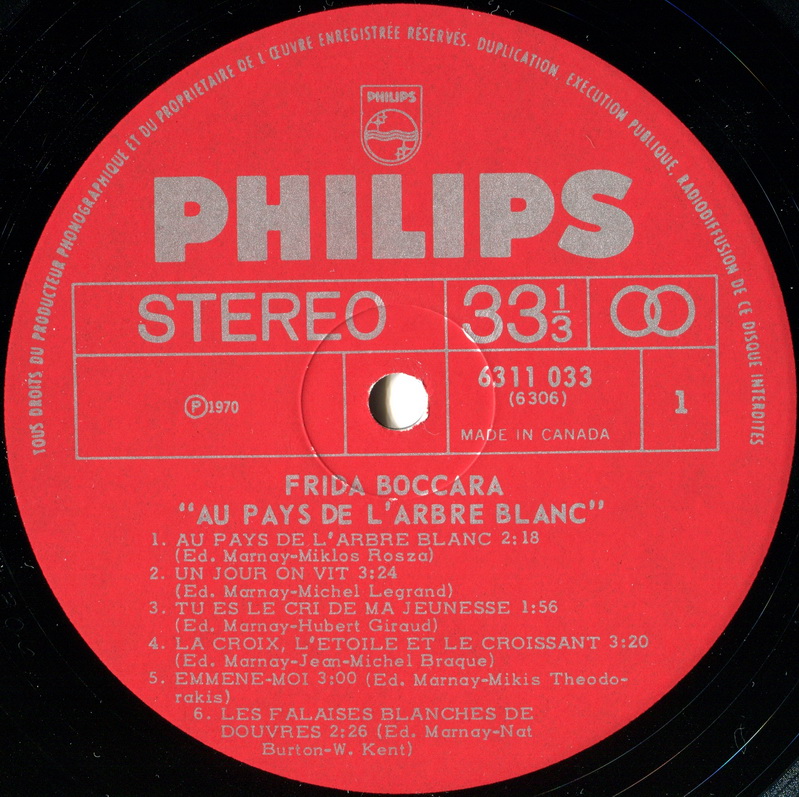 TOUS DROITS DU PRODUCTEUR PHONOGRAPHIQUE ET DU PROPRIETAIRE DE L'ŒUVRE ENREGISTRÉE RÉSERVÉS. DUPLICATION, EXECUTION PUBLIQUE, RADIODIFFUSION DE CE DISQUE INTERDITES
PHILIPS
PHILIPS
STEREO 33 1/3
℗ 1970
6311 033
(6306)
MADE IN CANADA
1
FRIDA BOCCARA
"AU PAYS DE L'ARBRE BLANC"
1. AU PAYS DE L'ARBRE BLANC 2:18
(Ed. Marnay-Miklos Rosza)
2. UN JOUR ON VIT 3:24
(Ed. Marnay-Michel Legrand)
3. TU ES LE CRI DE MA JEUNESSE 1:56
(Ed. Marnay-Hubert Giraud)
4. LA CROIX, L'ETOILE ET LE CROISSANT 3:20
(Ed. Marnay-Jean-Michel Braque)
5. EMMENE-MOI 3:00 (Ed. Marnay-Mikis Theodo-
rakis)
6. LES FALAISES BLANCHES DE
DOUVRES 2:26 (Ed. Marnay-Nat
Burton-W. Kent)